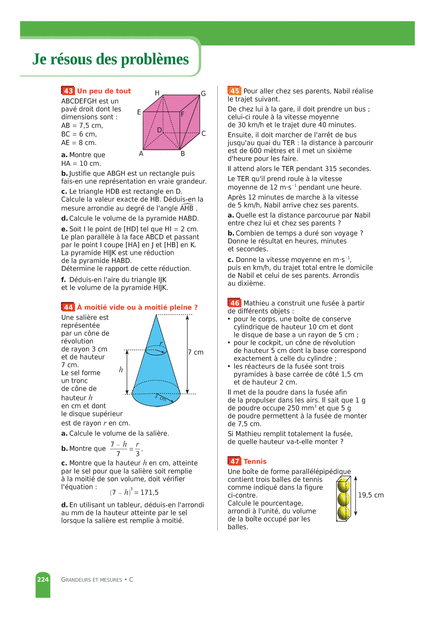 Je résous des problèmes
43 Un peu de tout
ABCDEFGH est un
pavé droit dont les
dimensions sont :
AB = 7,5 cm,
BC = 6 cm,
AE = 8 cm.
H
G
E
F
D
C
A
B
a. Montre que
HA = 10 cm.
b. Justifie que ABGH est un rectangle puis
fais-en une représentation en vraie grandeur.
c. Le triangle HDB est rectangle en D.
Calcule la valeur exacte de HB. Déduis-en la
mesure arrondie au degré de l'angle AHB .
d. Calcule le volume de la pyramide HABD.
e. Soit I le point de [HD] tel que HI = 2 cm.
Le plan parallèle à la face ABCD et passant
par le point I coupe [HA] en J et [HB] en K.
La pyramide HIJK est une réduction
de la pyramide HABD.
Détermine le rapport de cette réduction.
f. Déduis-en l'aire du triangle IJK
et le volume de la pyramide HIJK.
44 À moitié vide ou à moitié pleine ?
Une salière est
représentée
par un cône de
révolution
de rayon 3 cm
et de hauteur
7 cm.
Le sel forme
un tronc
de cône de
hauteur h
en cm et dont
le disque supérieur
est de rayon r en cm.
r
7 cm
h
3 cm
a. Calcule le volume de la salière.
b. Montre que (7 − h)/7 = r/3.
c. Montre que la hauteur h en cm, atteinte
par le sel pour que la salière soit remplie
à la moitié de son volume, doit vérifier
l'équation :
(7 − h)³ = 171,5
d. En utilisant un tableur, déduis-en l'arrondi
au mm de la hauteur atteinte par le sel
lorsque la salière est remplie à moitié.
45 Pour aller chez ses parents, Nabil réalise
le trajet suivant.
De chez lui à la gare, il doit prendre un bus ;
celui-ci roule à la vitesse moyenne
de 30 km/h et le trajet dure 40 minutes.
Ensuite, il doit marcher de l'arrêt de bus
jusqu'au quai du TER : la distance à parcourir
est de 600 mètres et il met un sixième
d'heure pour les faire.
Il attend alors le TER pendant 315 secondes.
Le TER qu'il prend roule à la vitesse
moyenne de 12 m·s⁻¹ pendant une heure.
Après 12 minutes de marche à la vitesse
de 5 km/h, Nabil arrive chez ses parents.
a. Quelle est la distance parcourue par Nabil
entre chez lui et chez ses parents ?
b. Combien de temps a duré son voyage ?
Donne le résultat en heures, minutes
et secondes.
c. Donne la vitesse moyenne en m·s⁻¹,
puis en km/h, du trajet total entre le domicile
de Nabil et celui de ses parents. Arrondis
au dixième.
46 Mathieu a construit une fusée à partir
de différents objets :
• pour le corps, une boîte de conserve
cylindrique de hauteur 10 cm et dont
le disque de base a un rayon de 5 cm ;
• pour le cockpit, un cône de révolution
de hauteur 5 cm dont la base correspond
exactement à celle du cylindre ;
• les réacteurs de la fusée sont trois
pyramides à base carrée de côté 1,5 cm
et de hauteur 2 cm.
Il met de la poudre dans la fusée afin
de la propulser dans les airs. Il sait que 1 g
de poudre occupe 250 mm³ et que 5 g
de poudre permettent à la fusée de monter
de 7,5 cm.
Si Mathieu remplit totalement la fusée,
de quelle hauteur va-t-elle monter ?
47 Tennis
Une boîte de forme parallélépipédique
contient trois balles de tennis
comme indiqué dans la figure
ci-contre.
Calcule le pourcentage,
arrondi à l'unité, du volume
de la boîte occupé par les
balles.
19,5 cm
224 GRANDEURS ET MESURES • C